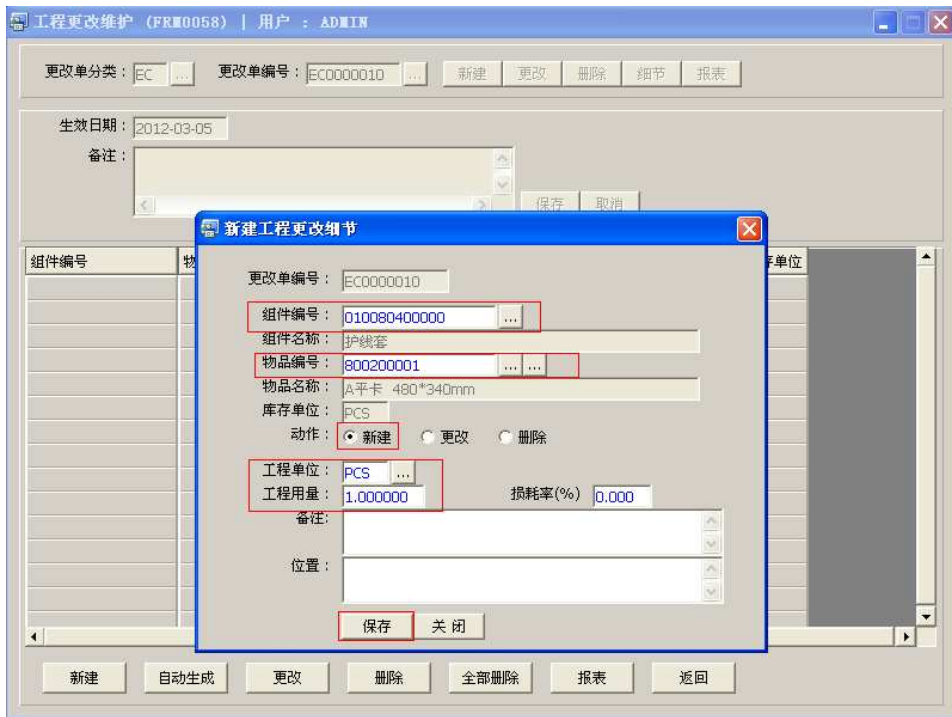 工程更改维护 (FRM0058) | 用户 : ADMIN
更改单分类： EC ... 更改单编号： EC0000010 ... 新建 更改 删除 细节 报表
生效日期： 2012-03-05
备注：
保存 取消
新建工程更改细节
组件编号 物 存单位
更改单编号： EC0000010
组件编号： 010080400000 ...
组件名称： 护线套
物品编号： 800200001 ... ...
物品名称： A平卡 480*340mm
库存单位： PCS
动作： 新建 更改 删除
工程单位： PCS ...
工程用量： 1.000000 损耗率(%) 0.000
备注:
位置：
保存 关闭
新建 自动生成 更改 删除 全部删除 报表 返回